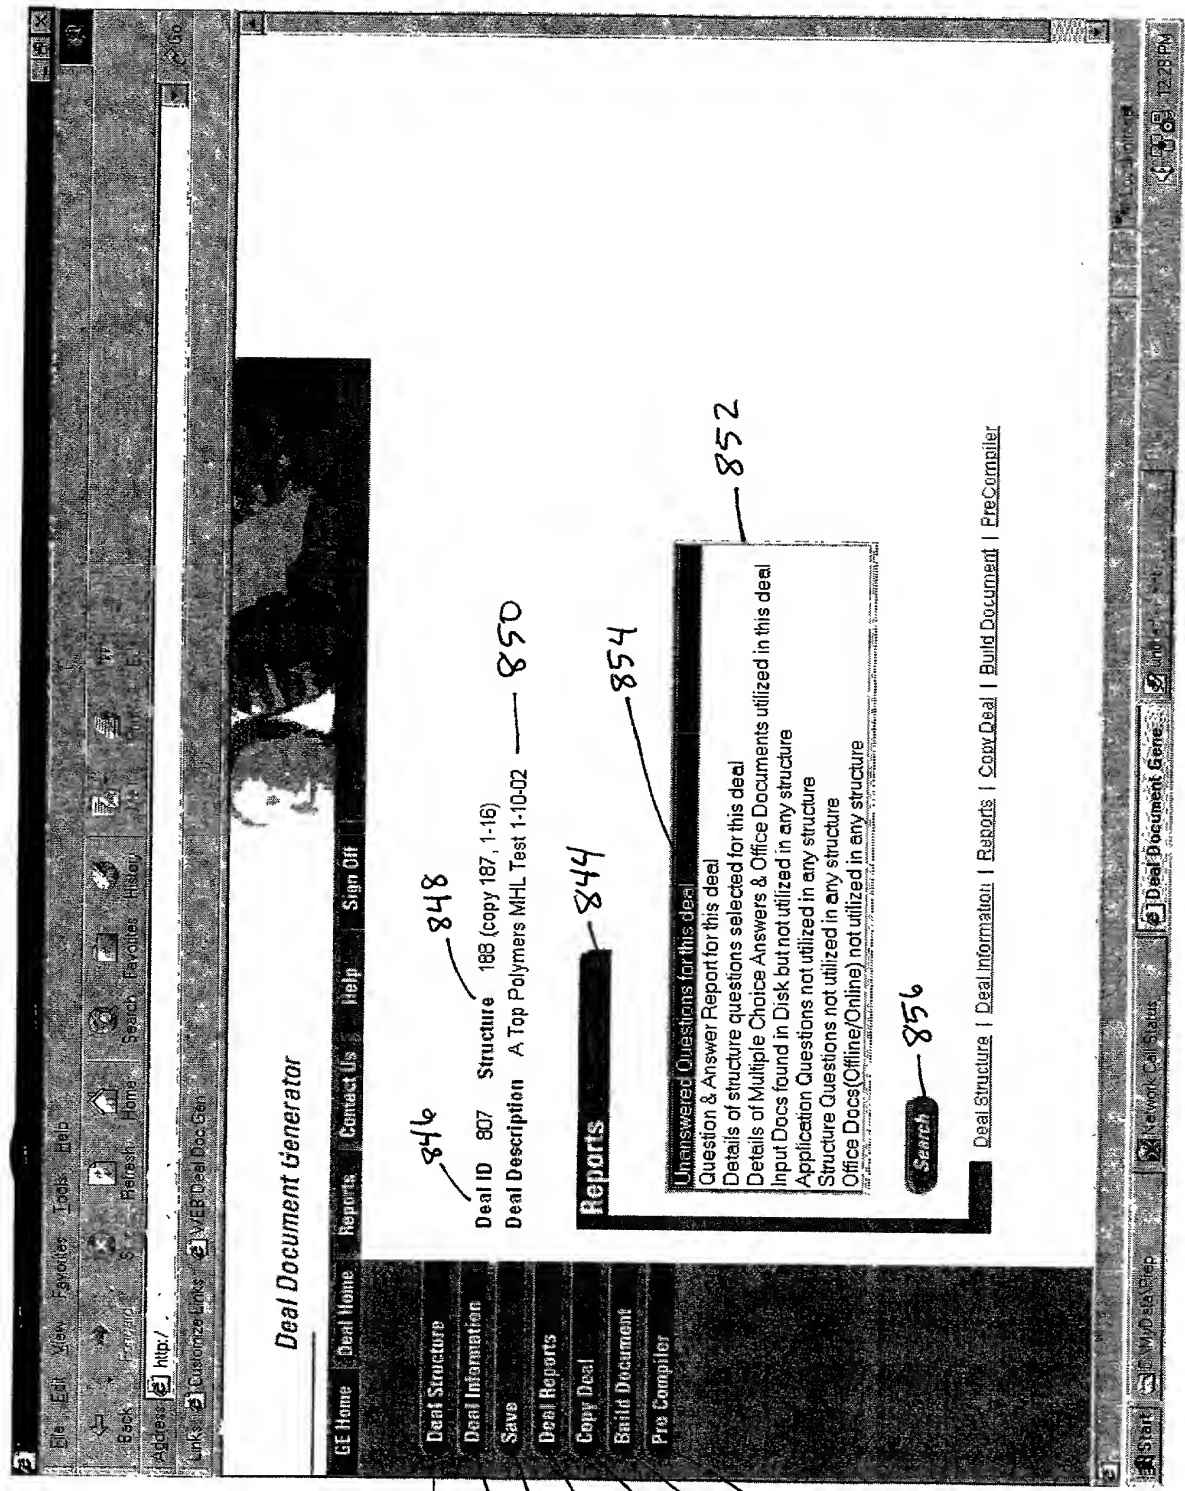 File Edit View Favorites Tools Help
Back Forward Refresh Home Search Favorites History
Address http:/
Links Customize Links WEB Deal Doc Gen
Deal Document Generator
GE Home Deal Home Reports Contact Us Help Sign Off
846
848
Deal ID 807 Structure 188 (copy 187, 1-16)
Deal Description A Top Polymers MHL Test 1-10-02 850
Deal Structure
Deal Information
Save
Deal Reports
Copy Deal
Build Document
Pre Compiler
Reports
844
854
Unanswered Questions for this deal
Question & Answer Report for this deal
Details of structure questions selected for this deal
Details of Multiple Choice Answers & Office Documents utilized in this deal
Input Docs found in Disk but not utilized in any structure
Application Questions not utilized in any structure
Structure Questions not utilized in any structure
Office Docs(Offline/Online) not utilized in any structure
852
Search 856
Deal Structure | Deal Information | Reports | Copy Deal | Build Document | PreCompiler
Start Network Call Status Deal Document Gene... 12:28 PM